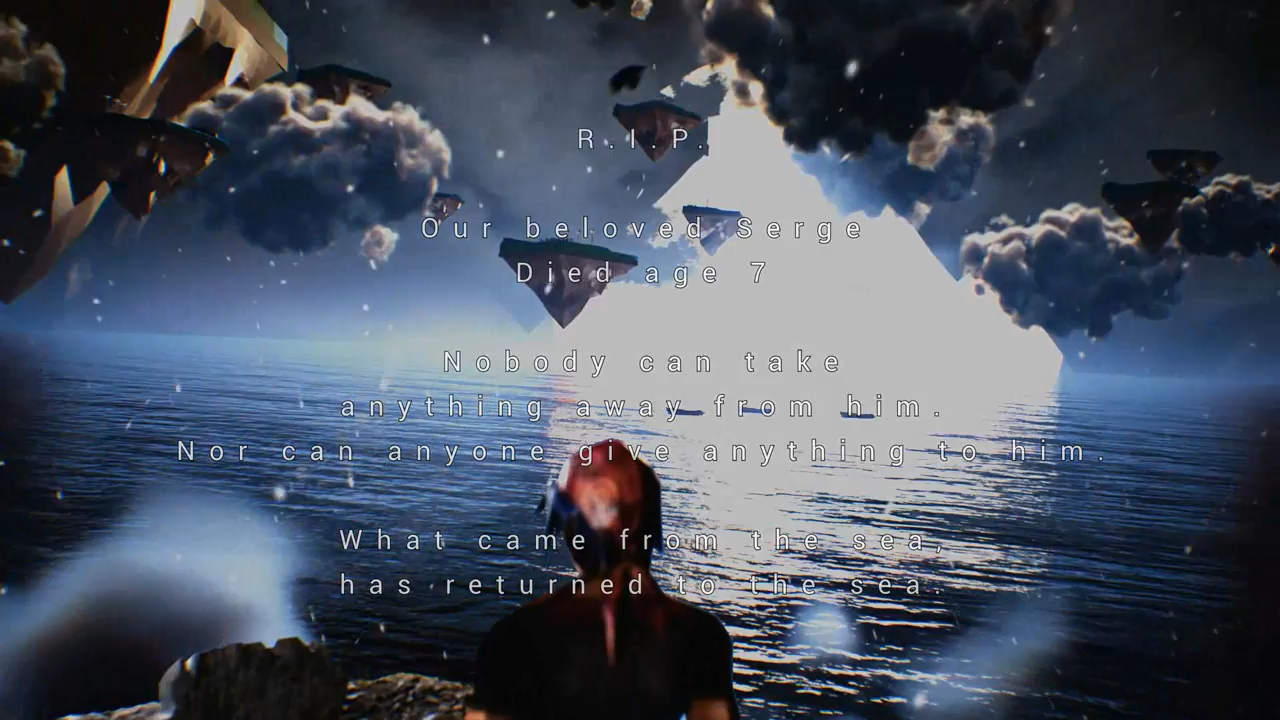 R.I.P.
Our beloved Serge
Died age 7
Nobody can take
anything away from him.
Nor can anyone give anything to him.
What came from the sea,
has returned to the sea.